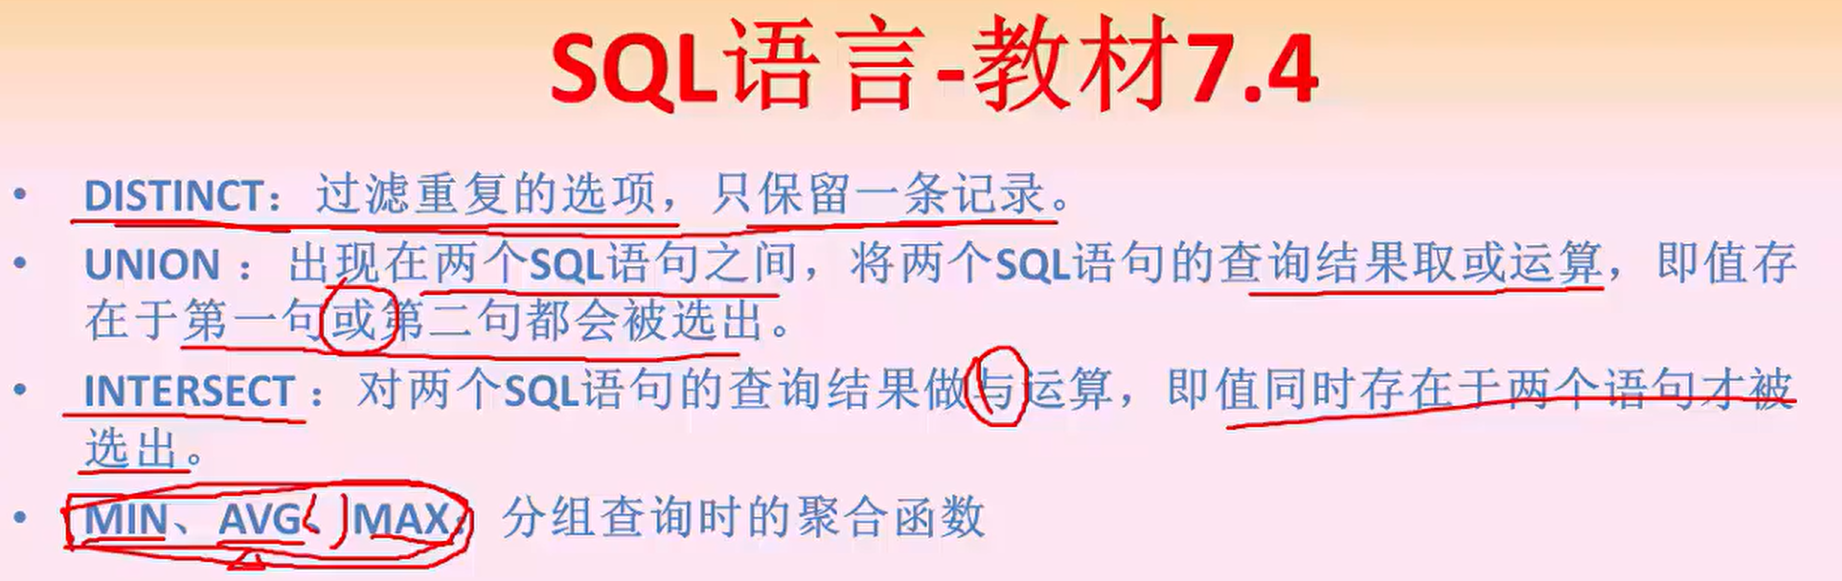 SQL语言-教材7.4
• DISTINCT：过滤重复的选项，只保留一条记录。
• UNION ：出现在两个SQL语句之间，将两个SQL语句的查询结果取或运算，即值存
在于第一句或第二句都会被选出。
• INTERSECT ：对两个SQL语句的查询结果做与运算，即值同时存在于两个语句才被
选出。
• MIN、AVG、MAX：分组查询时的聚合函数